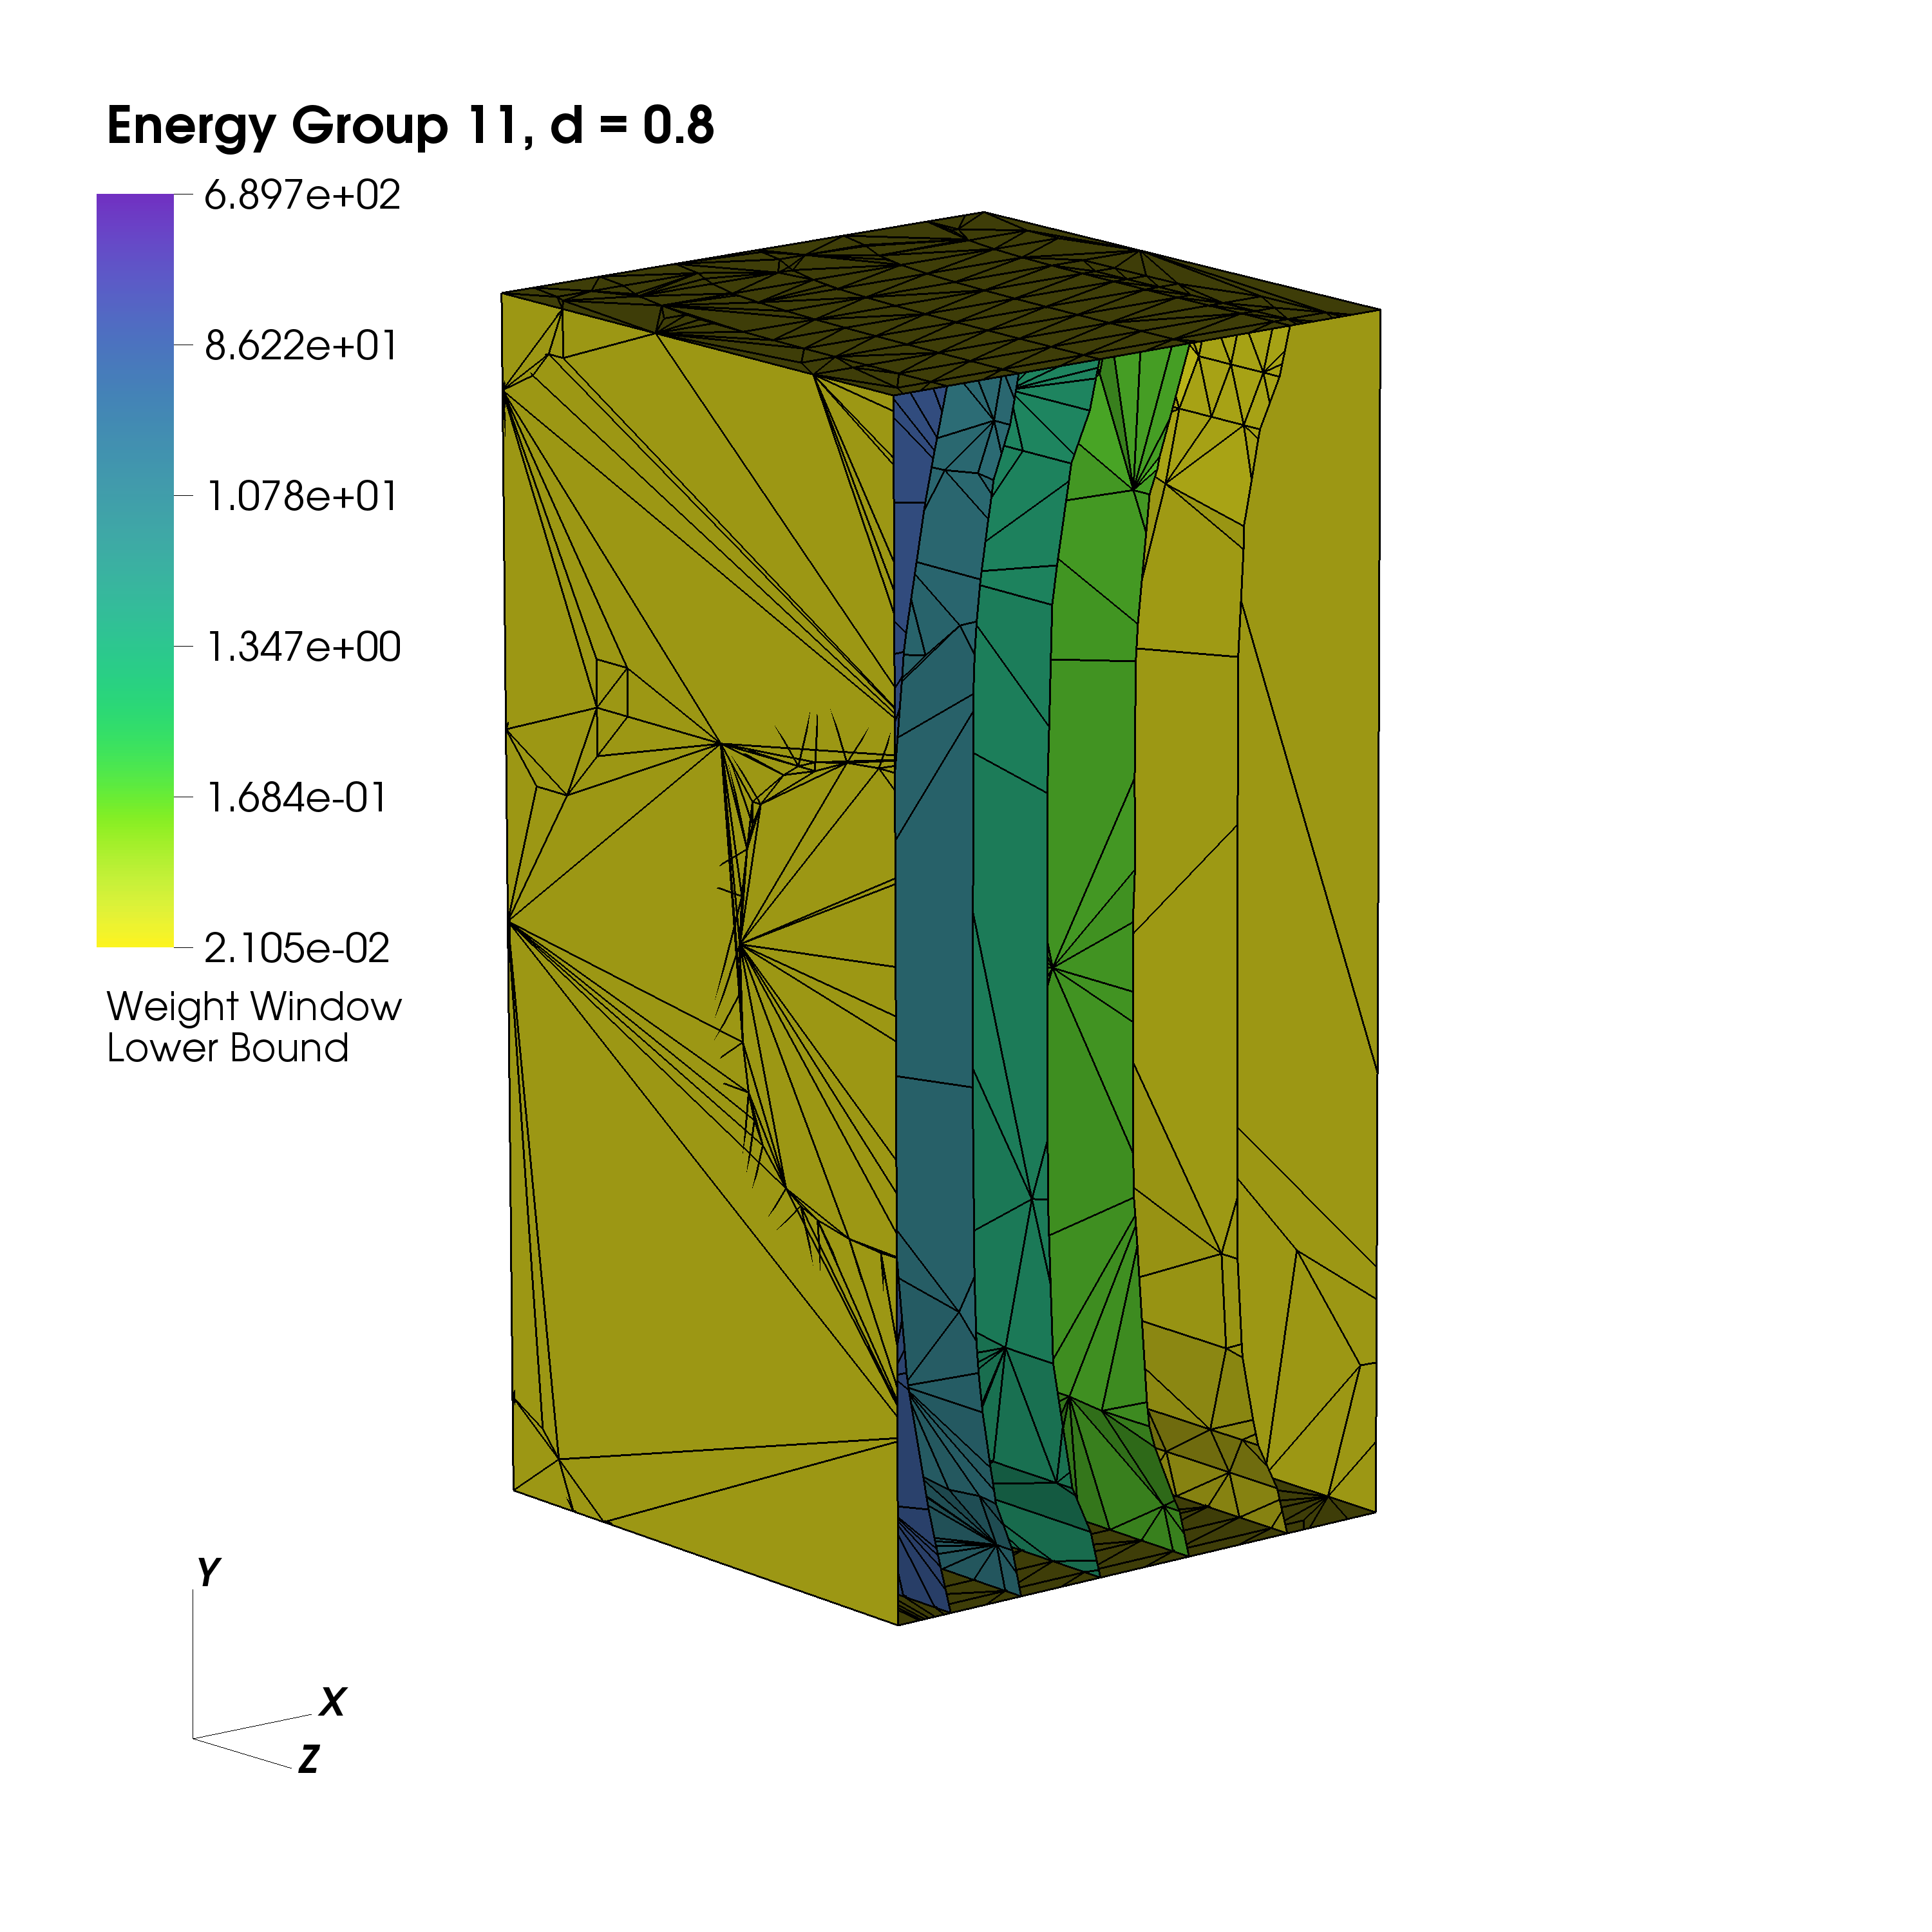 Energy Group 11, d = 0.8
6.897e+02
8.622e+01
1.078e+01
1.347e+00
1.684e-01
2.105e-02
Weight Window
Lower Bound
Y
X
Z